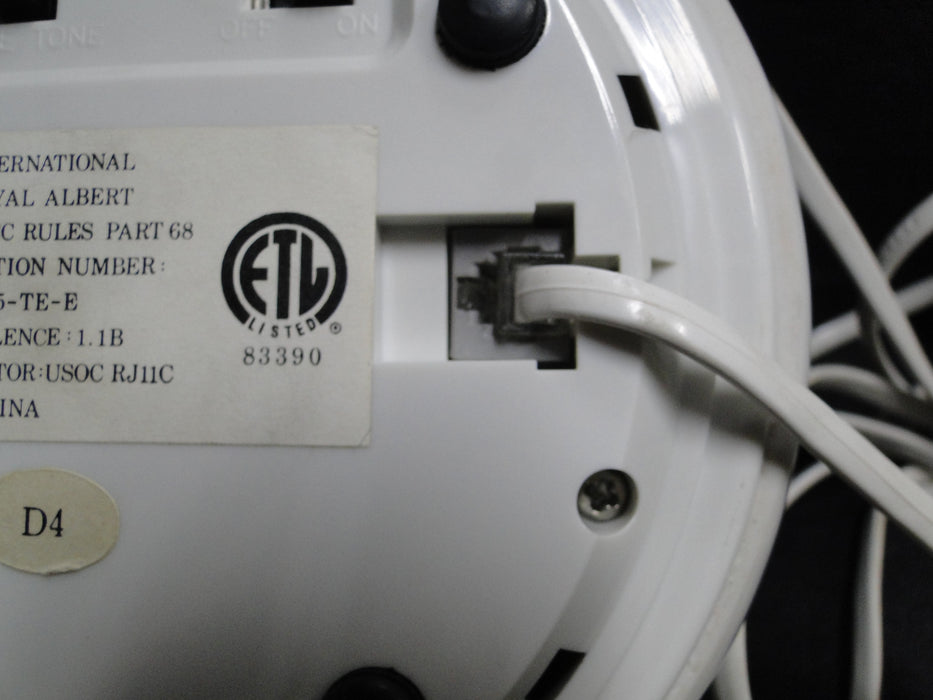 TONE
OFF ON
ERNATIONAL
YAL ALBERT
C RULES PART 68
TION NUMBER:
5-TE-E
LENCE:1.1B
TOR:USOC RJ11C
INA
ETL
LISTED
83390
D4